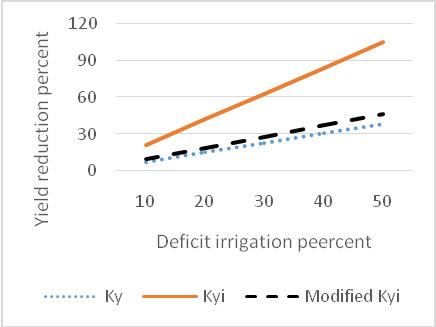 Yield reduction percent
120
90
60
30
0
10 20 30 40 50
Deficit irrigation peercent
Ky Kyi Modified Kyi